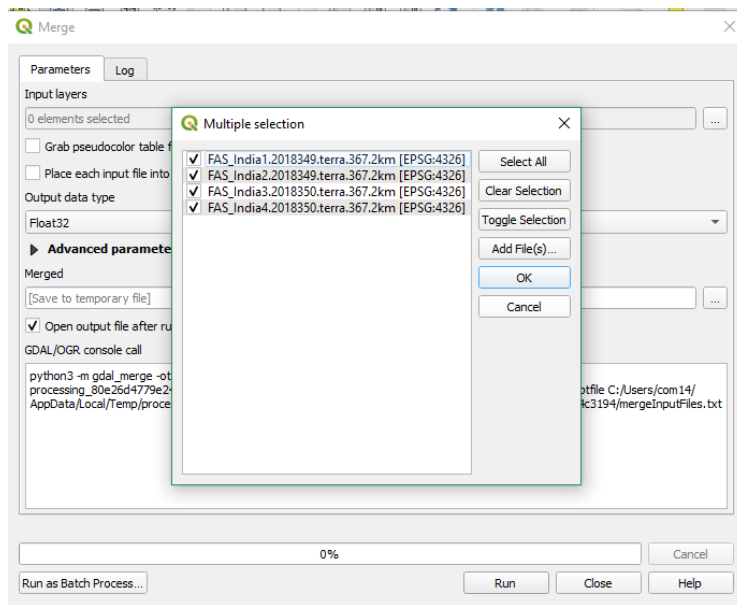 Merge
Parameters
Log
Input layers
0 elements selected
...
Grab pseudocolor table f
Place each input file into
Output data type
Float32
Advanced paramete
Merged
[Save to temporary file]
...
Open output file after ru
GDAL/OGR console call
python3 -m gdal_merge -ot
processing_80e26d4779e24 otfile C:/Users/com14/
AppData/Local/Temp/proce 4c3194/mergeInputFiles.txt
Multiple selection
FAS_India1.2018349.terra.367.2km [EPSG:4326]
FAS_India2.2018349.terra.367.2km [EPSG:4326]
FAS_India3.2018350.terra.367.2km [EPSG:4326]
FAS_India4.2018350.terra.367.2km [EPSG:4326]
Select All
Clear Selection
Toggle Selection
Add File(s)...
OK
Cancel
0%
Cancel
Run as Batch Process...
Run
Close
Help